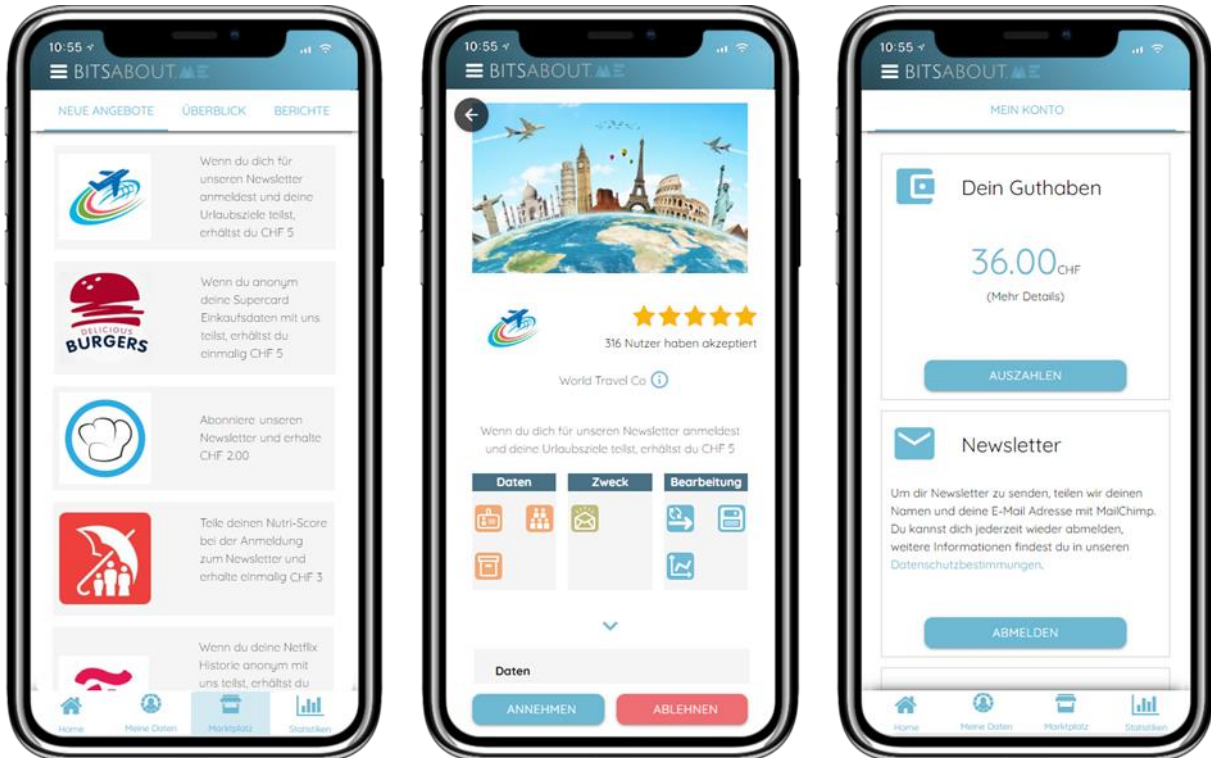 10:55
BITSABOUT.ME
NEUE ANGEBOTE ÜBERBLICK BERICHTE
Wenn du dich für
unseren Newsletter
anmeldest und deine
Urlaubsziele teilst,
erhältst du CHF 5
DELICIOUS
BURGERS
Wenn du anonym
deine Supercard
Einkaufsdaten mit uns
teilst, erhältst du
einmalig CHF 5
Abonniere unseren
Newsletter und erhalte
CHF 2.00
Teile deinen Nutri-Score
bei der Anmeldung
zum Newsletter und
erhalte einmalig CHF 3
Wenn du deine Netflix
Historie anonym mit
uns teilst, erhältst du
Home Meine Daten Marktplatz Statistiken
10:55
BITSABOUT.ME
316 Nutzer haben akzeptiert
World Travel Co
Wenn du dich für unseren Newsletter anmeldest
und deine Urlaubsziele teilst, erhältst du CHF 5
Daten Zweck Bearbeitung
Daten
ANNEHMEN ABLEHNEN
10:55
BITSABOUT.ME
MEIN KONTO
Dein Guthaben
36.00 CHF
(Mehr Details)
AUSZAHLEN
Newsletter
Um dir Newsletter zu senden, teilen wir deinen
Namen und deine E-Mail Adresse mit MailChimp.
Du kannst dich jederzeit wieder abmelden,
weitere Informationen findest du in unseren
Datenschutzbestimmungen.
ABMELDEN
Home Meine Daten Marktplatz Statistiken